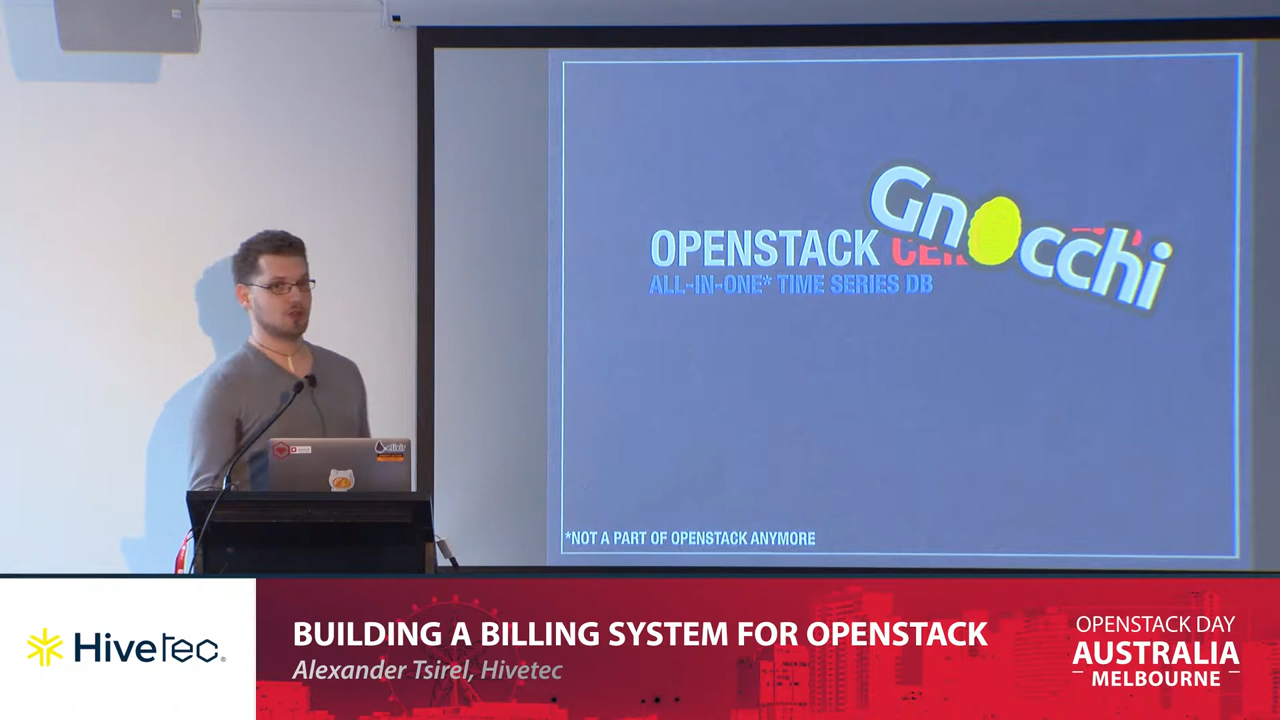 Gnocchi
OPENSTACK
ALL-IN-ONE* TIME SERIES DB
*NOT A PART OF OPENSTACK ANYMORE
Hivetec
BUILDING A BILLING SYSTEM FOR OPENSTACK
Alexander Tsirel, Hivetec
OPENSTACK DAY
AUSTRALIA
MELBOURNE